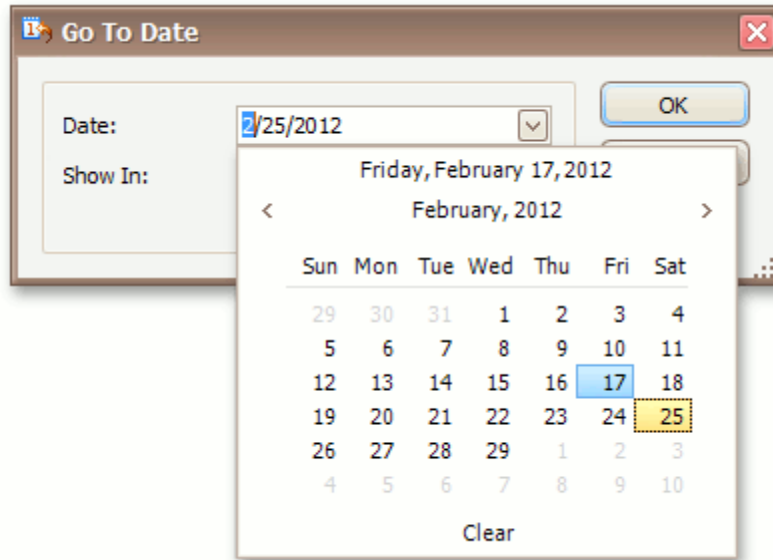 Go To Date
Date: 2/25/2012 OK
Show In:
Friday, February 17, 2012
February, 2012
Sun Mon Tue Wed Thu Fri Sat
29 30 31 1 2 3 4
5 6 7 8 9 10 11
12 13 14 15 16 17 18
19 20 21 22 23 24 25
26 27 28 29 1 2 3
4 5 6 7 8 9 10
Clear